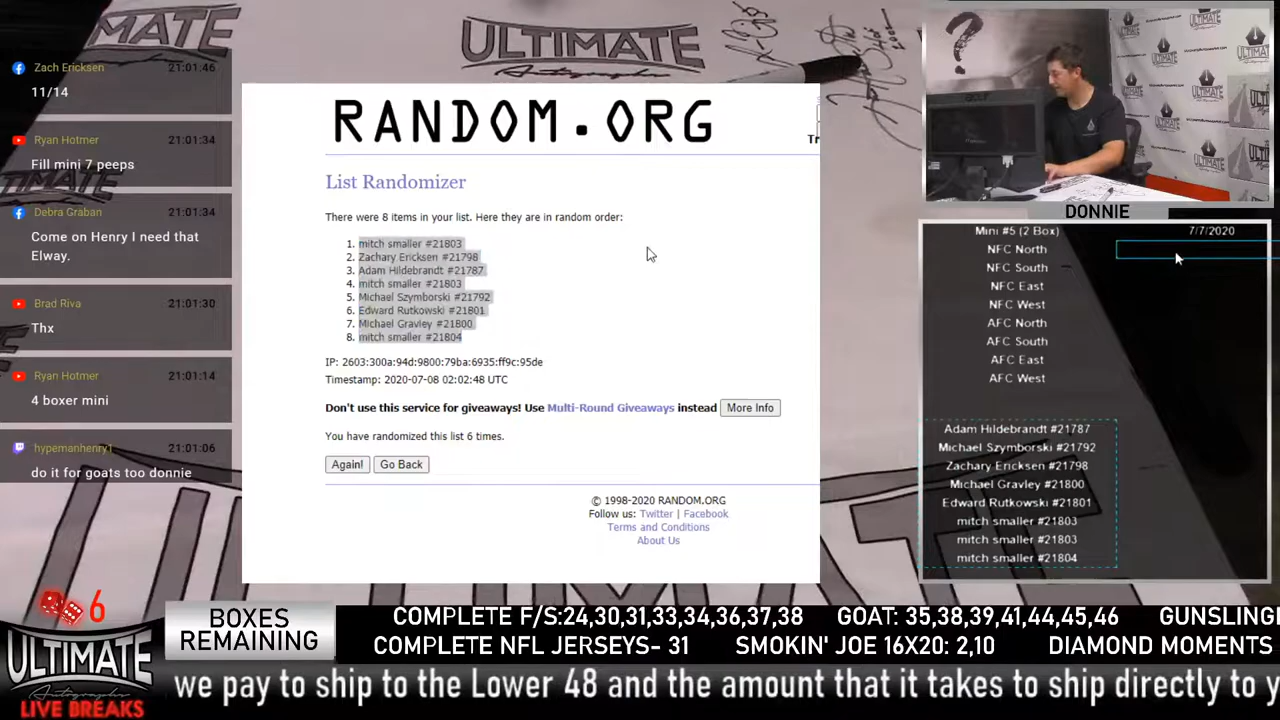 Zach Ericksen 21:01:46
11/14
Ryan Hotmer 21:01:34
Fill mini 7 peeps
Debra Graban 21:01:34
Come on Henry I need that
Elway.
Brad Riva 21:01:30
Thx
Ryan Hotmer 21:01:14
4 boxer mini
hypemanhenry1 21:01:06
do it for goats too donnie
ULTIMATE
RANDOM.ORG
Tr
List Randomizer
There were 8 items in your list. Here they are in random order:
1. mitch smaller #21803
2. Zachary Ericksen #21798
3. Adam Hildebrandt #21787
4. mitch smaller #21803
5. Michael Szymborski #21792
6. Edward Rutkowski #21801
7. Michael Gravley #21800
8. mitch smaller #21804
IP: 2603:300a:94d:9800:79ba:6935:ff9c:95de
Timestamp: 2020-07-08 02:02:48 UTC
Don't use this service for giveaways! Use Multi-Round Giveaways instead More Info
You have randomized this list 6 times.
Again! Go Back
© 1998-2020 RANDOM.ORG
Follow us: Twitter | Facebook
Terms and Conditions
About Us
DONNIE
Mini #5 (2 Box) 7/7/2020
NFC North
NFC South
NFC East
NFC West
AFC North
AFC South
AFC East
AFC West
Adam Hildebrandt #21787
Michael Szymborski #21792
Zachary Ericksen #21798
Michael Gravley #21800
Edward Rutkowski #21801
mitch smaller #21803
mitch smaller #21803
mitch smaller #21804
6
ULTIMATE
Autographs
LIVE BREAKS
BOXES
REMAINING
COMPLETE F/S:24,30,31,33,34,36,37,38 GOAT: 35,38,39,41,44,45,46 GUNSLING
COMPLETE NFL JERSEYS- 31 SMOKIN' JOE 16X20: 2,10 DIAMOND MOMENTS
we pay to ship to the Lower 48 and the amount that it takes to ship directly to y